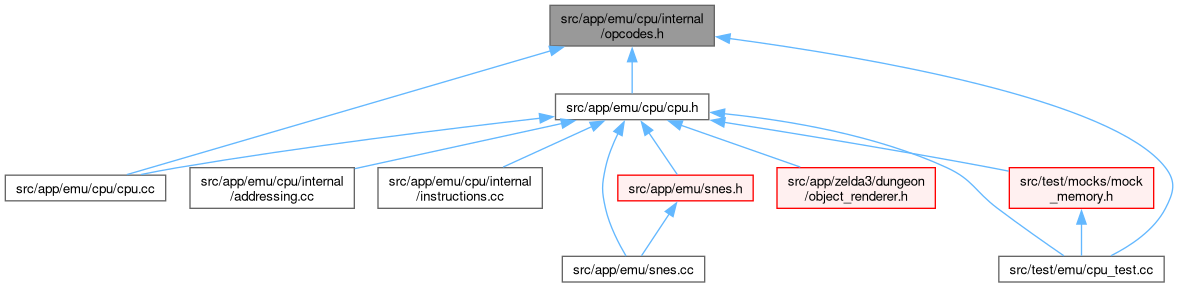 src/app/emu/cpu/internal
/opcodes.h
src/app/emu/cpu/cpu.h
src/app/emu/cpu/cpu.cc
src/app/emu/cpu/internal
/addressing.cc
src/app/emu/cpu/internal
/instructions.cc
src/app/emu/snes.h
src/app/zelda3/dungeon
/object_renderer.h
src/test/mocks/mock
_memory.h
src/app/emu/snes.cc
src/test/emu/cpu_test.cc